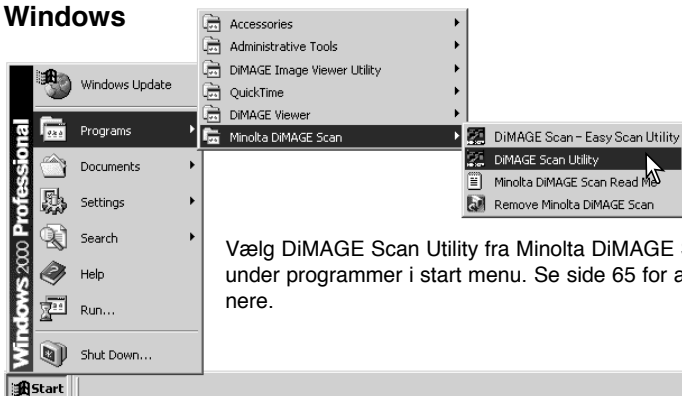 Windows
Accessories
Administrative Tools
DiMAGE Image Viewer Utility
QuickTime
DiMAGE Viewer
Minolta DiMAGE Scan
DiMAGE Scan - Easy Scan Utility
DiMAGE Scan Utility
Minolta DiMAGE Scan Read Me
Remove Minolta DiMAGE Scan
Windows Update
Programs
Documents
Settings
Search
Help
Run...
Shut Down...
Windows 2000 Professional
Start
Vælg DiMAGE Scan Utility fra Minolta DiMAGE
under programmer i start menu. Se side 65 for a
nere.